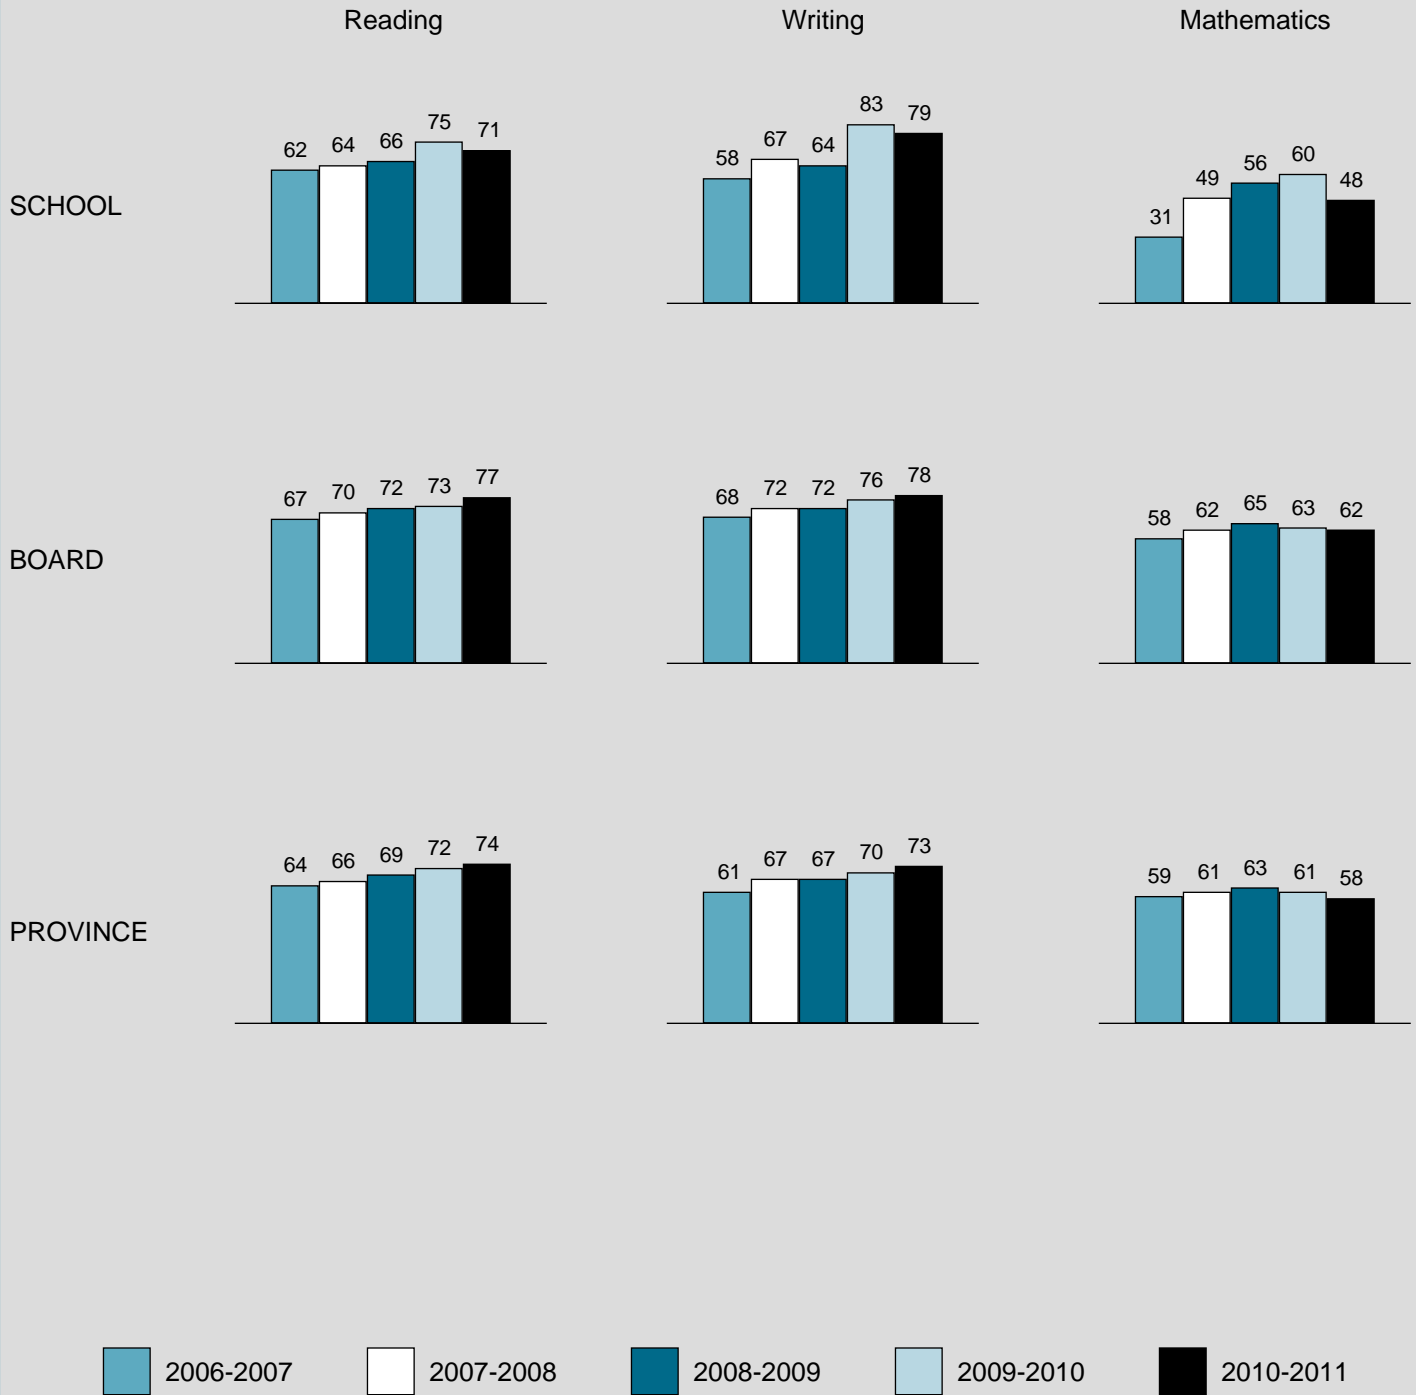 Reading Writing Mathematics
SCHOOL
62 64 66 75 71
58 67 64 83 79
31 49 56 60 48
BOARD
67 70 72 73 77
68 72 72 76 78
58 62 65 63 62
PROVINCE
64 66 69 72 74
61 67 67 70 73
59 61 63 61 58
2006-2007 2007-2008 2008-2009 2009-2010 2010-2011